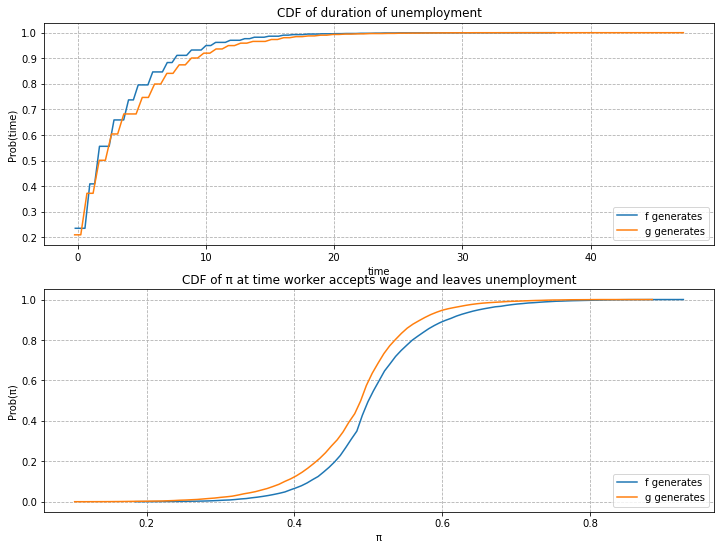 CDF of duration of unemployment
1.0
0.9
0.8
0.7
0.6
0.5
0.4
0.3
0.2
Prob(time)
f generates
g generates
0 10 20 30 40
time
CDF of π at time worker accepts wage and leaves unemployment
1.0
0.8
0.6
0.4
0.2
0.0
Prob(π)
f generates
g generates
0.2 0.4 0.6 0.8
π